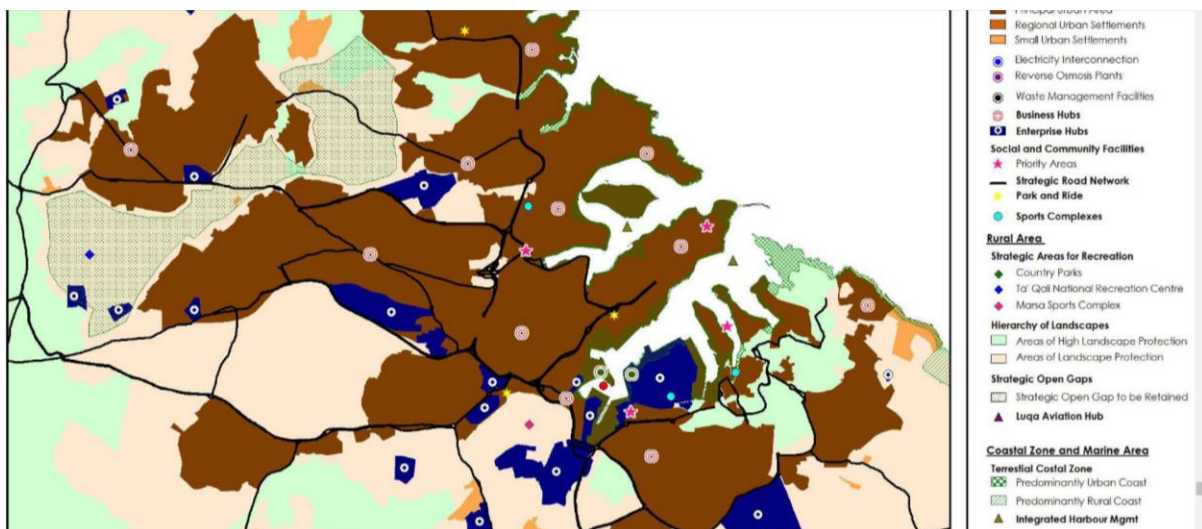 Principal Urban Area
Regional Urban Settlements
Small Urban Settlements
Electricity Interconnection
Reverse Osmosis Plants
Waste Management Facilities
Business Hubs
Enterprise Hubs
Social and Community Facilities
Priority Areas
Strategic Road Network
Park and Ride
Sports Complexes
Rural Area
Strategic Areas for Recreation
Country Parks
Ta' Qali National Recreation Centre
Marsa Sports Complex
Hierarchy of Landscapes
Areas of High Landscape Protection
Areas of Landscape Protection
Strategic Open Gaps
Strategic Open Gap to be Retained
Luqa Aviation Hub
Coastal Zone and Marine Area
Terrestial Costal Zone
Predominantly Urban Coast
Predominantly Rural Coast
Integrated Harbour Mgmt